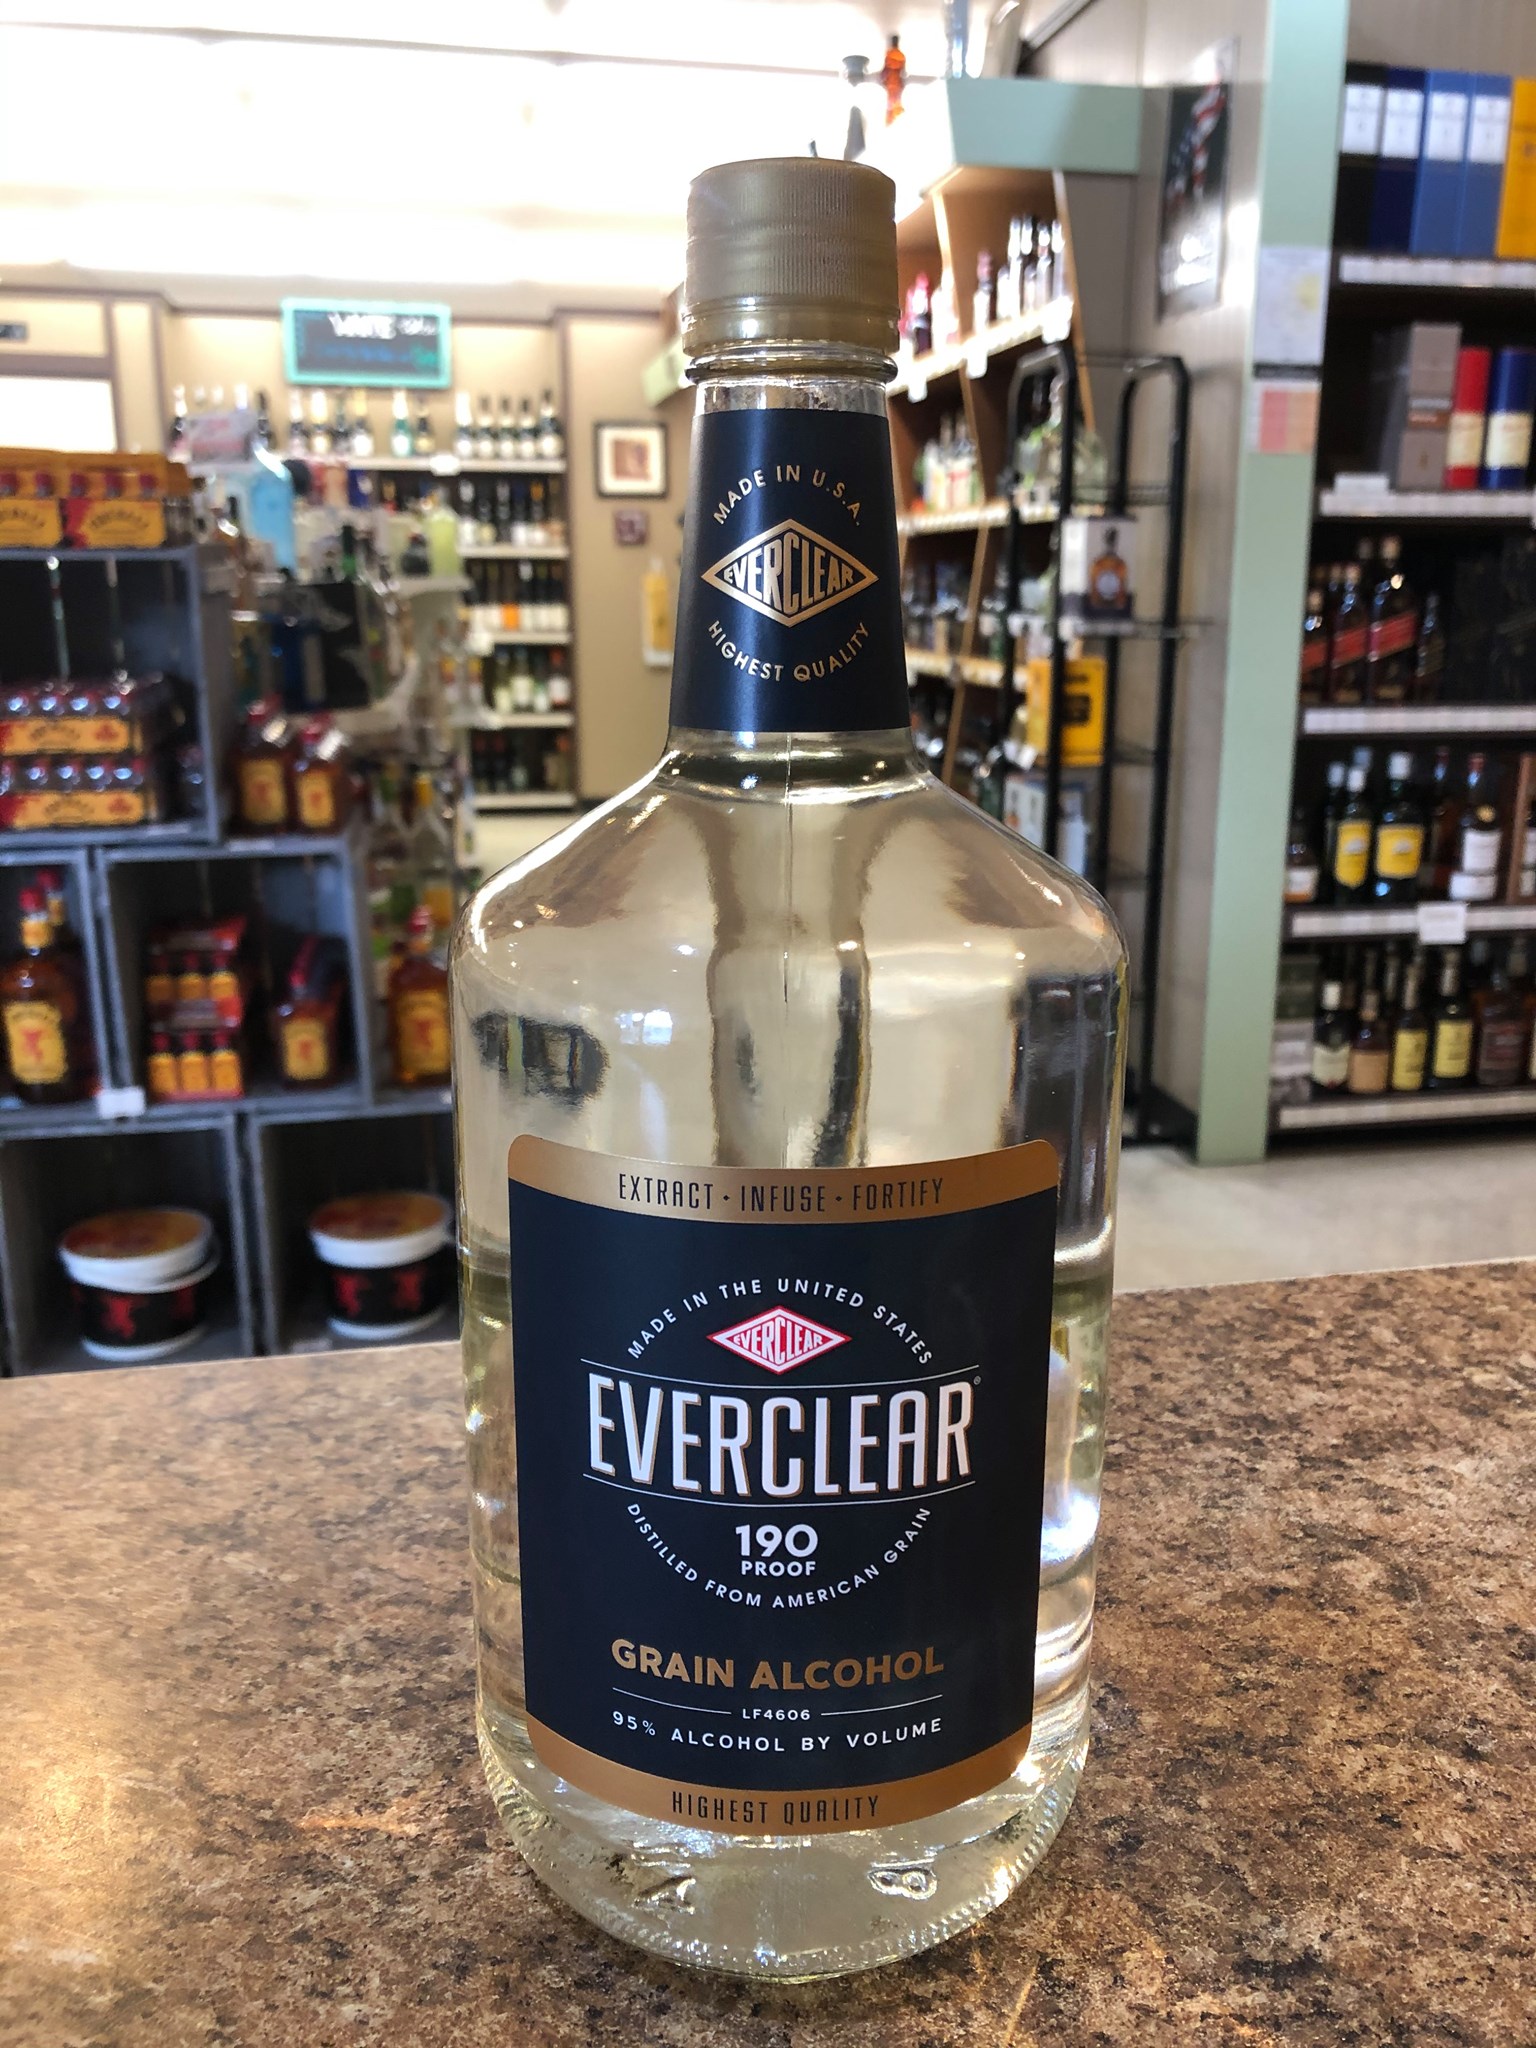 MADE IN U.S.A.
EVERCLEAR
HIGHEST QUALITY
EXTRACT • INFUSE • FORTIFY
MADE IN THE UNITED STATES
EVERCLEAR
EVERCLEAR®
190
PROOF
DISTILLED FROM AMERICAN GRAIN
GRAIN ALCOHOL
LF4606
95% ALCOHOL BY VOLUME
HIGHEST QUALITY